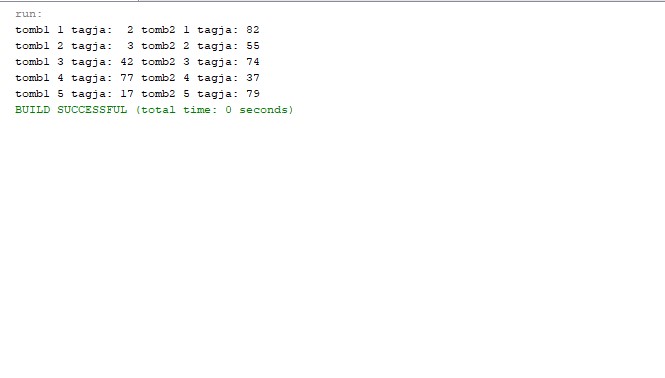 run:
tomb1 1 tagja:  2 tomb2 1 tagja: 82
tomb1 2 tagja:  3 tomb2 2 tagja: 55
tomb1 3 tagja: 42 tomb2 3 tagja: 74
tomb1 4 tagja: 77 tomb2 4 tagja: 37
tomb1 5 tagja: 17 tomb2 5 tagja: 79
BUILD SUCCESSFUL (total time: 0 seconds)